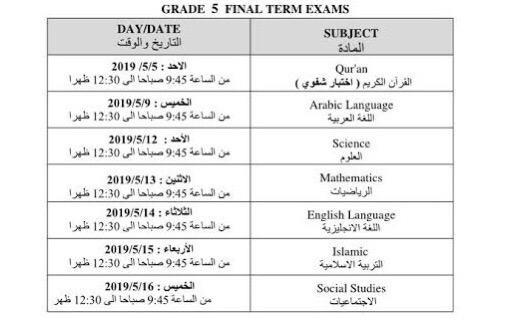 GRADE 5 FINAL TERM EXAMS
DAY/DATE
التاريخ والوقت
SUBJECT
المادة
الاحد : 2019/5/5
من الساعة 9:45 صباحا الى 12:30 ظهرا
Qur'an
القرآن الكريم ( اختبار شفوي )
الخميس : 2019/5/9
من الساعة 9:45 صباحا الى 12:30 ظهرا
Arabic Language
اللغة العربية
الأحد : 2019/5/12
من الساعة 9:45 صباحا الى 12:30 ظهرا
Science
العلوم
الاثنين : 2019/5/13
من الساعة 9:45 صباحا الى 12:30 ظهرا
Mathematics
الرياضيات
الثلاثاء : 2019/5/14
من الساعة 9:45 صباحا الى 12:30 ظهرا
English Language
اللغة الانجليزية
الأربعاء : 2019/5/15
من الساعة 9:45 صباحا الى 12:30 ظهرا
Islamic
التربية الاسلامية
الخميس : 2019/5/16
من الساعة 9:45 صباحا الى 12:30 ظهر
Social Studies
الاجتماعيات